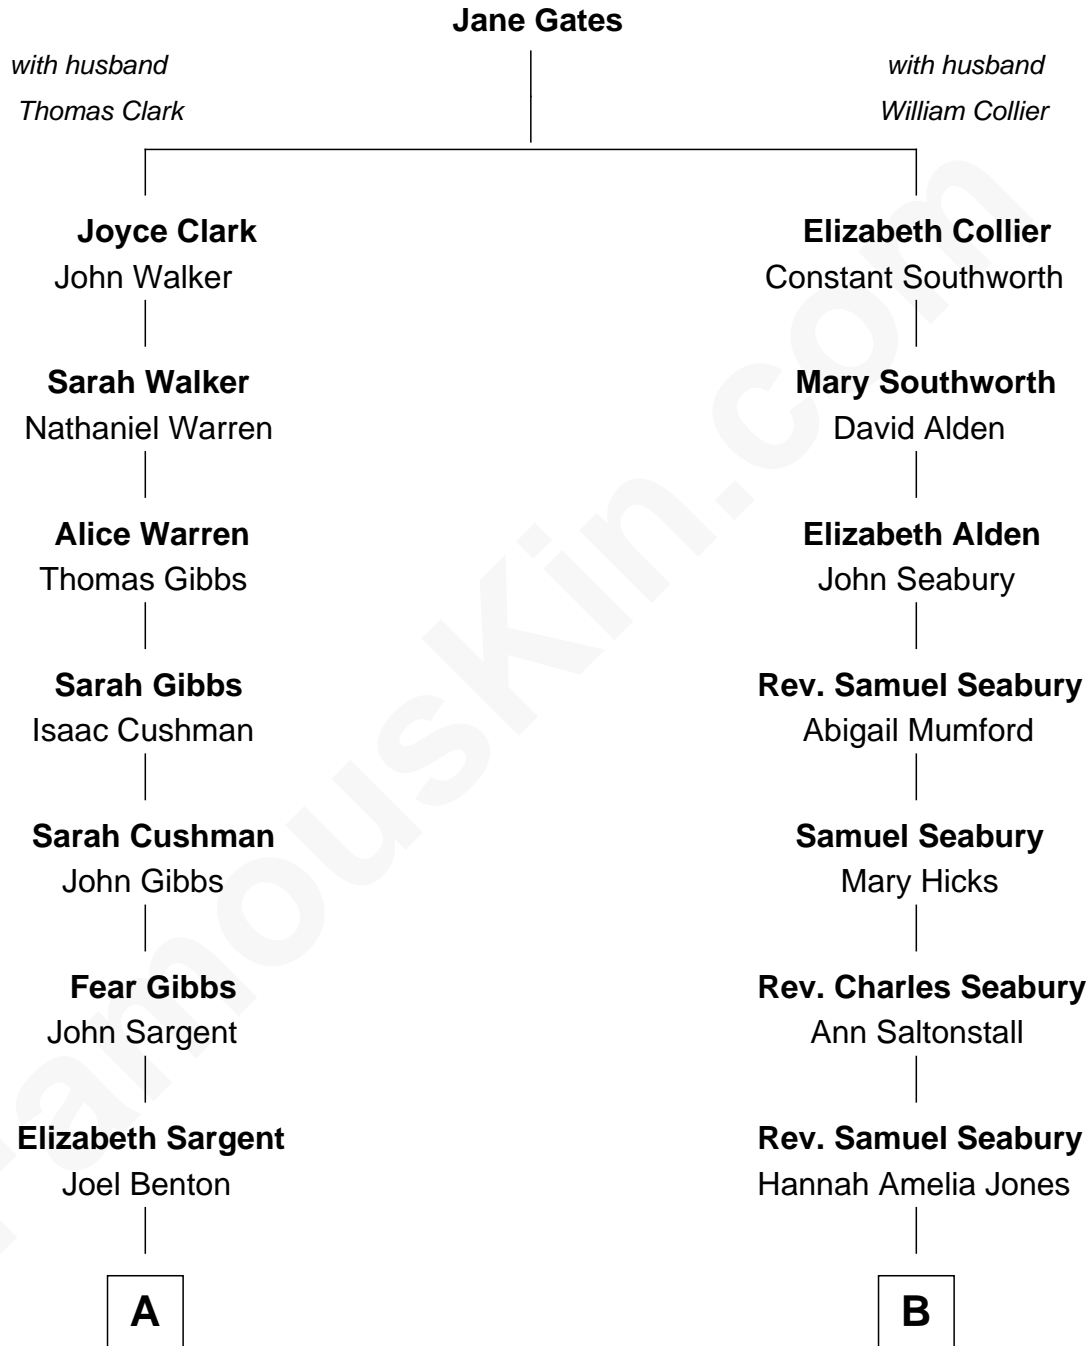 Jane Gates
with husband
Thomas Clark
with husband
William Collier
Joyce Clark
John Walker
Elizabeth Collier
Constant Southworth
Sarah Walker
Nathaniel Warren
Mary Southworth
David Alden
Alice Warren
Thomas Gibbs
Elizabeth Alden
John Seabury
Sarah Gibbs
Isaac Cushman
Rev. Samuel Seabury
Abigail Mumford
Sarah Cushman
John Gibbs
Samuel Seabury
Mary Hicks
Fear Gibbs
John Sargent
Rev. Charles Seabury
Ann Saltonstall
Elizabeth Sargent
Joel Benton
Rev. Samuel Seabury
Hannah Amelia Jones
A
B
FamousKin.com